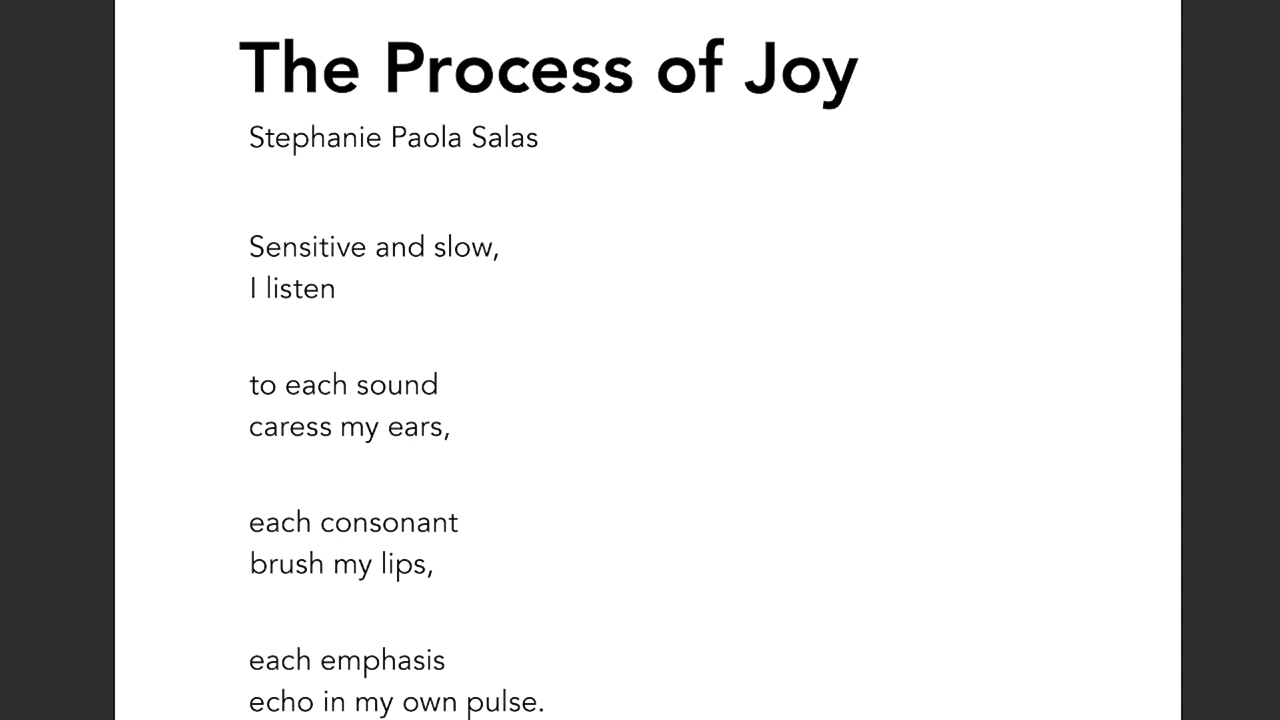 The Process of Joy
Stephanie Paola Salas
Sensitive and slow,
I listen
to each sound
caress my ears,
each consonant
brush my lips,
each emphasis
echo in my own pulse.